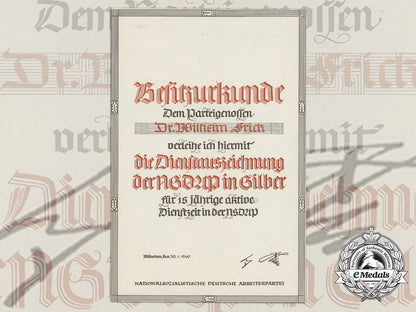 Besitzurkunde
Dem Parteigenossen
Dr. Wilhelm Frick
verleihe ich hiermit
die Dienstauszeichnung
der NSDAP in Silber
für 15 jährige aktive
Dienstzeit in der NSDAP
München, den 30.1.1940
NATIONALSOZIALISTISCHE DEUTSCHE ARBEITERPARTEI
eMedals